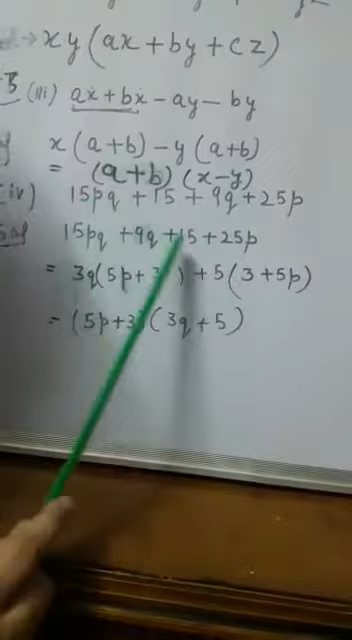 → xy (ax + by + cz)
(iii) ax + bx - ay - by
x (a+b) - y (a+b)
= (a+b) (x-y)
iv) 15pq + 15 + 9q + 25p
15pq + 9q + 15 + 25p
= 3q (5p + 3) + 5 (3 + 5p)
= (5p+3) (3q + 5)